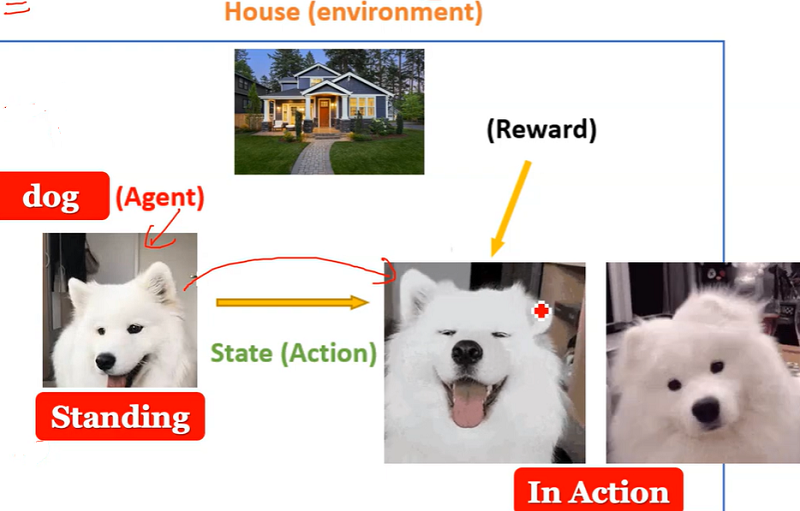 House (environment)
(Reward)
dog
(Agent)
State (Action)
Standing
In Action